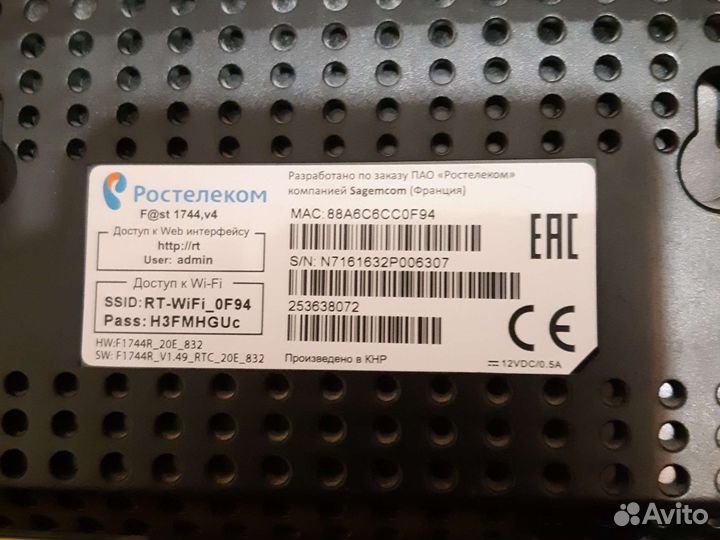 Ростелеком
F@st 1744,v4
Доступ к Web интерфейсу
http://rt
User: admin
Доступ к Wi-Fi
SSID: RT-WiFi_0F94
Pass: H3FMHGUc
HW:F1744R_20E_832
SW: F1744R_V1.49_RTC_20E_832
Разработано по заказу ПАО «Ростелеком»
компанией Sagemcom (Франция)
MAC: 88A6C6CC0F94
S/N: N7161632P006307
253638072
Произведено в КНР
EAC
CE
12VDC/0.5A
Avito